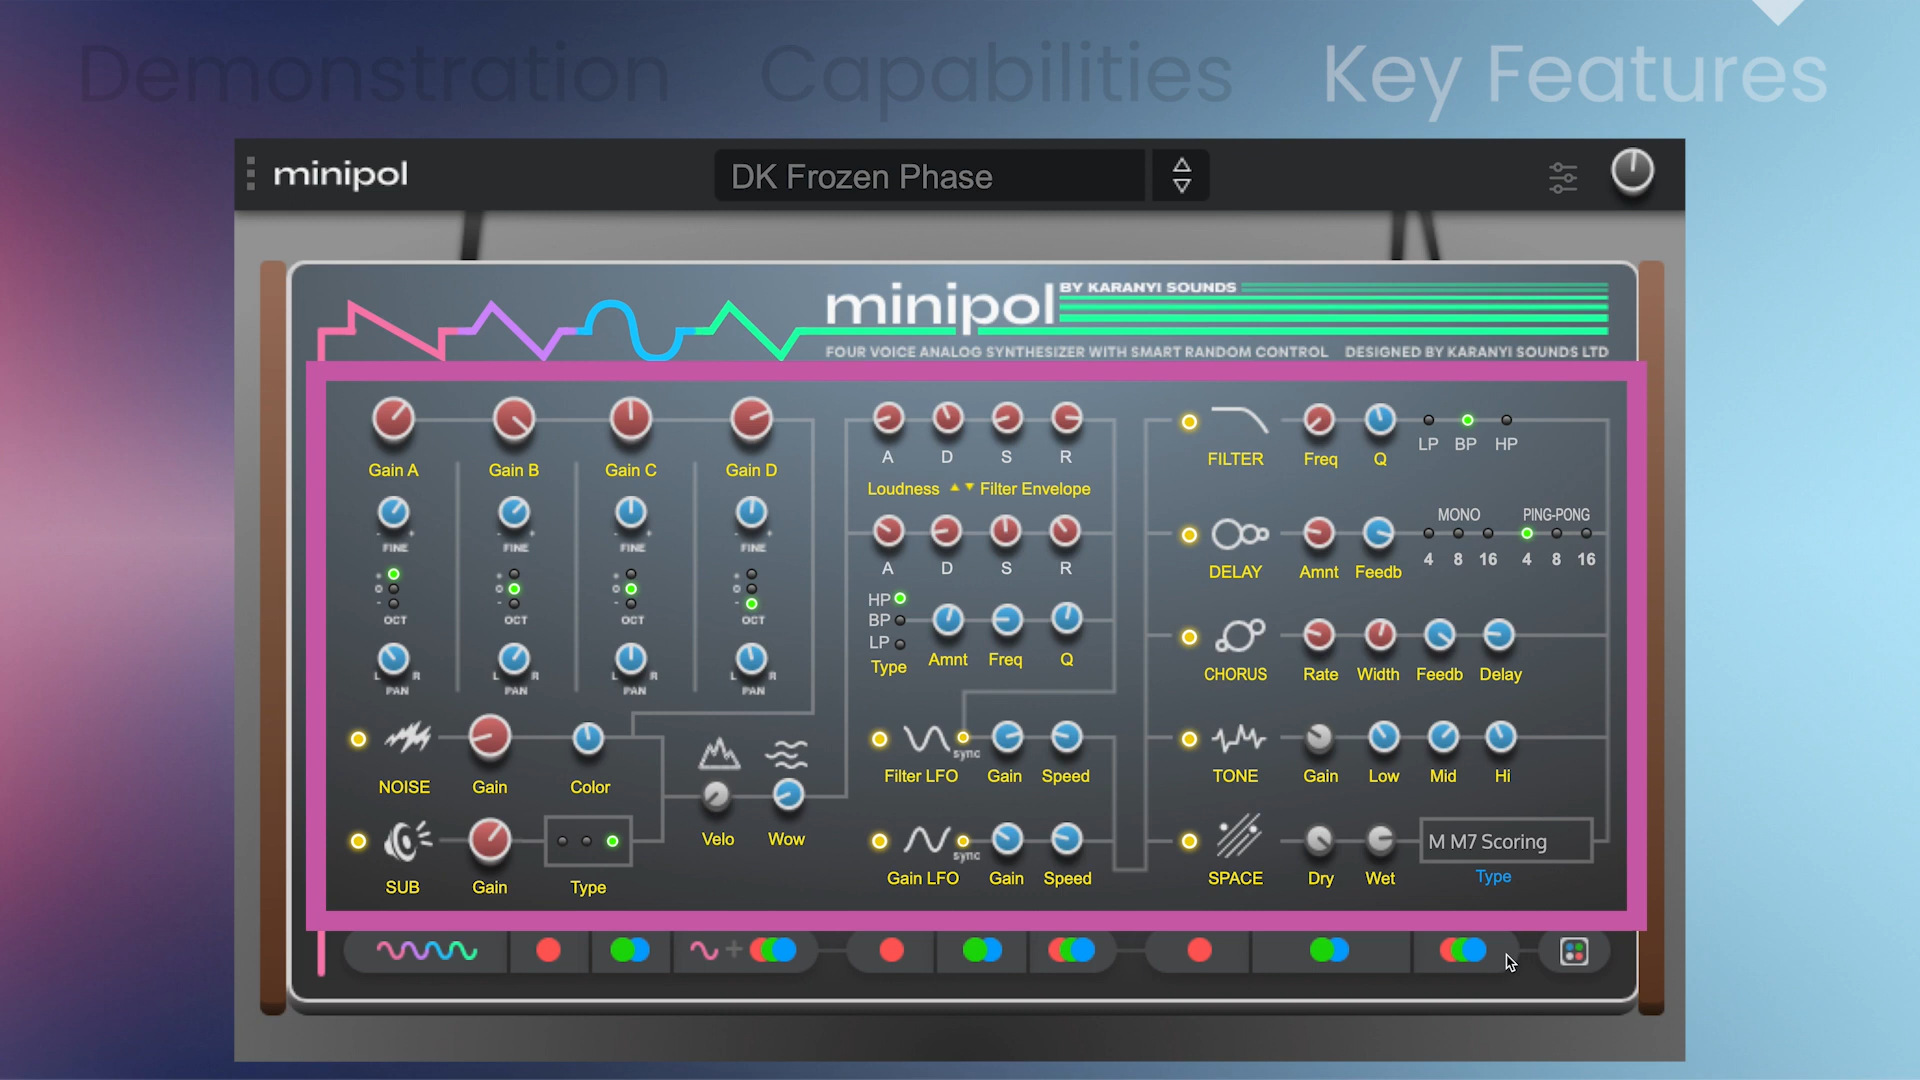 Demonstration Capabilities Key Features
minipol
DK Frozen Phase
minipol BY KARANYI SOUNDS
FOUR VOICE ANALOG SYNTHESIZER WITH SMART RANDOM CONTROL DESIGNED BY KARANYI SOUNDS LTD
Gain A Gain B Gain C Gain D
- + FINE - + FINE - + FINE - + FINE
+ 0 - OCT + 0 - OCT + 0 - OCT + 0 - OCT
L R PAN L R PAN L R PAN L R PAN
NOISE Gain Color
SUB Gain Type
Velo Wow
A D S R
Loudness Filter Envelope
A D S R
HP
BP
LP
Type Amnt Freq Q
sync
Filter LFO Gain Speed
sync
Gain LFO Gain Speed
FILTER Freq Q LP BP HP
MONO PING-PONG
DELAY Amnt Feedb 4 8 16 4 8 16
CHORUS Rate Width Feedb Delay
TONE Gain Low Mid Hi
M M7 Scoring
SPACE Dry Wet Type
+